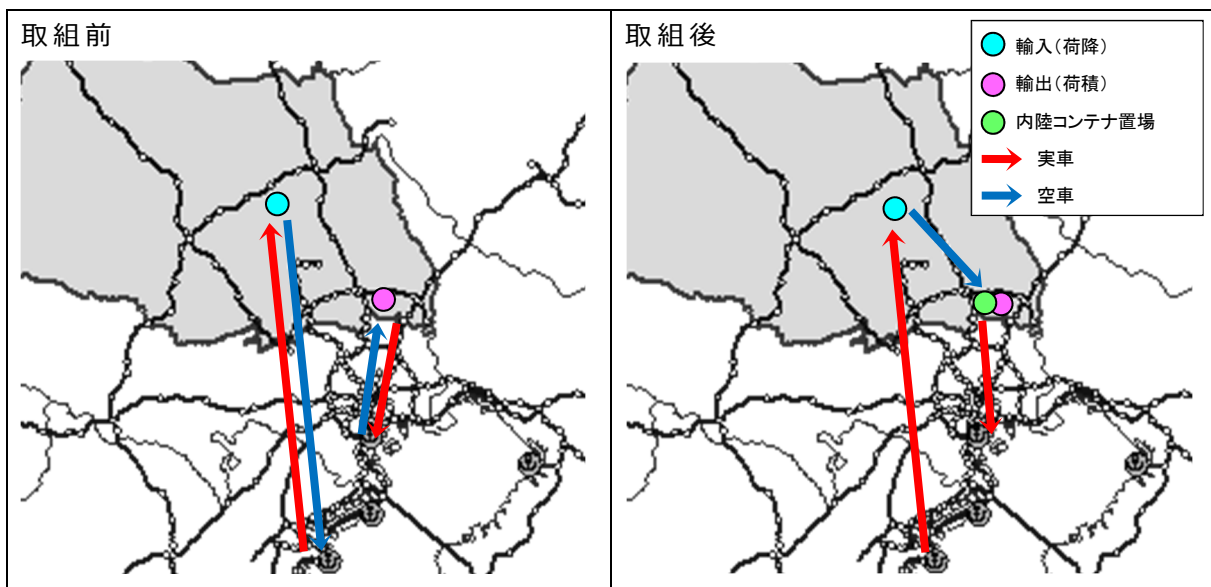 取組前
取組後
輸入（荷降）
輸出（荷積）
内陸コンテナ置場
実車
空車